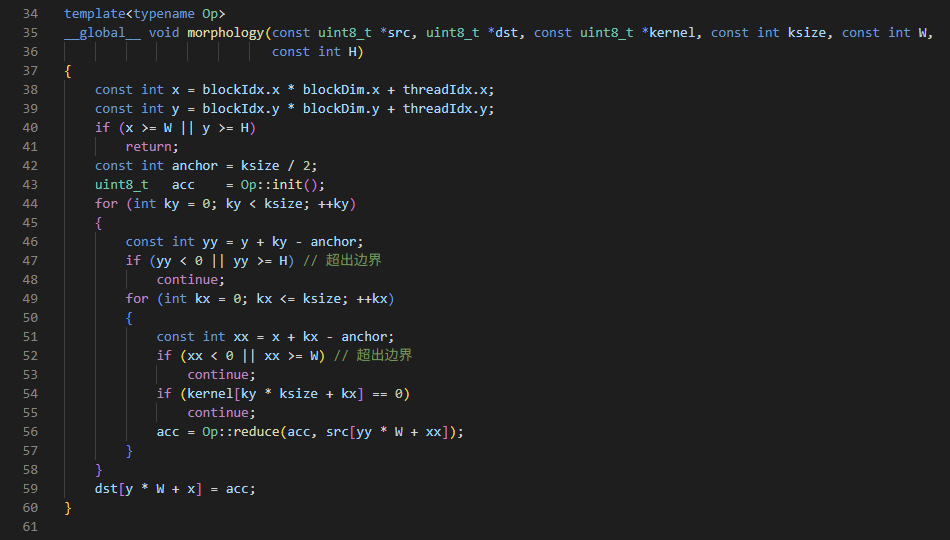 34 template<typename Op>
35 __global__ void morphology(const uint8_t *src, uint8_t *dst, const uint8_t *kernel, const int ksize, const int W,
36                            const int H)
37 {
38     const int x = blockIdx.x * blockDim.x + threadIdx.x;
39     const int y = blockIdx.y * blockDim.y + threadIdx.y;
40     if (x >= W || y >= H)
41         return;
42     const int anchor = ksize / 2;
43     uint8_t   acc    = Op::init();
44     for (int ky = 0; ky < ksize; ++ky)
45     {
46         const int yy = y + ky - anchor;
47         if (yy < 0 || yy >= H) // 超出边界
48             continue;
49         for (int kx = 0; kx <= ksize; ++kx)
50         {
51             const int xx = x + kx - anchor;
52             if (xx < 0 || xx >= W) // 超出边界
53                 continue;
54             if (kernel[ky * ksize + kx] == 0)
55                 continue;
56             acc = Op::reduce(acc, src[yy * W + xx]);
57         }
58     }
59     dst[y * W + x] = acc;
60 }
61